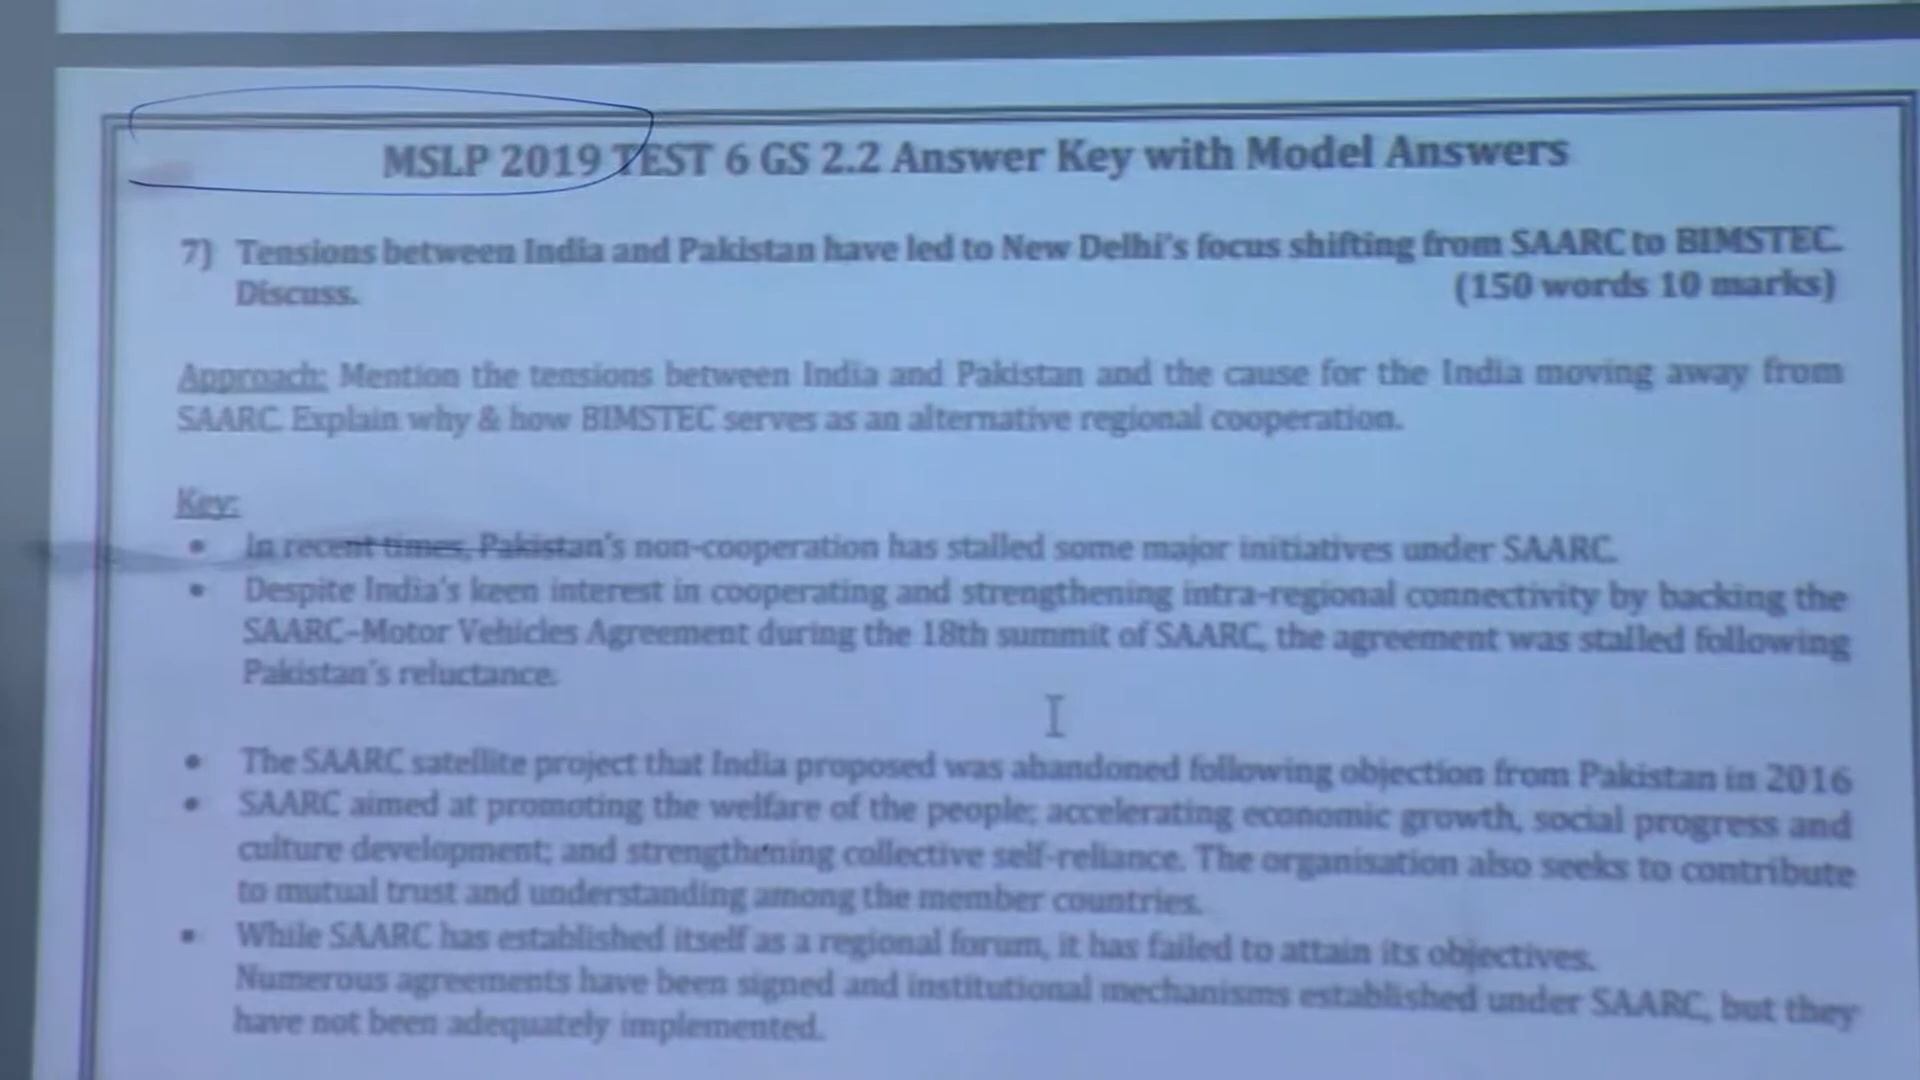 MSLP 2019 TEST 6 GS 2.2 Answer Key with Model Answers
7) Tensions between India and Pakistan have led to New Delhi's focus shifting from SAARC to BIMSTEC.
Discuss. (150 words 10 marks)
Approach: Mention the tensions between India and Pakistan and the cause for the India moving away from
SAARC. Explain why & how BIMSTEC serves as an alternative regional cooperation.
Key:
• In recent times, Pakistan's non-cooperation has stalled some major initiatives under SAARC.
• Despite India's keen interest in cooperating and strengthening intra-regional connectivity by backing the
SAARC–Motor Vehicles Agreement during the 18th summit of SAARC, the agreement was stalled following
Pakistan's reluctance.
• The SAARC satellite project that India proposed was abandoned following objection from Pakistan in 2016
• SAARC aimed at promoting the welfare of the people; accelerating economic growth, social progress and
culture development; and strengthening collective self-reliance. The organisation also seeks to contribute
to mutual trust and understanding among the member countries.
• While SAARC has established itself as a regional forum, it has failed to attain its objectives.
Numerous agreements have been signed and institutional mechanisms established under SAARC, but they
have not been adequately implemented.